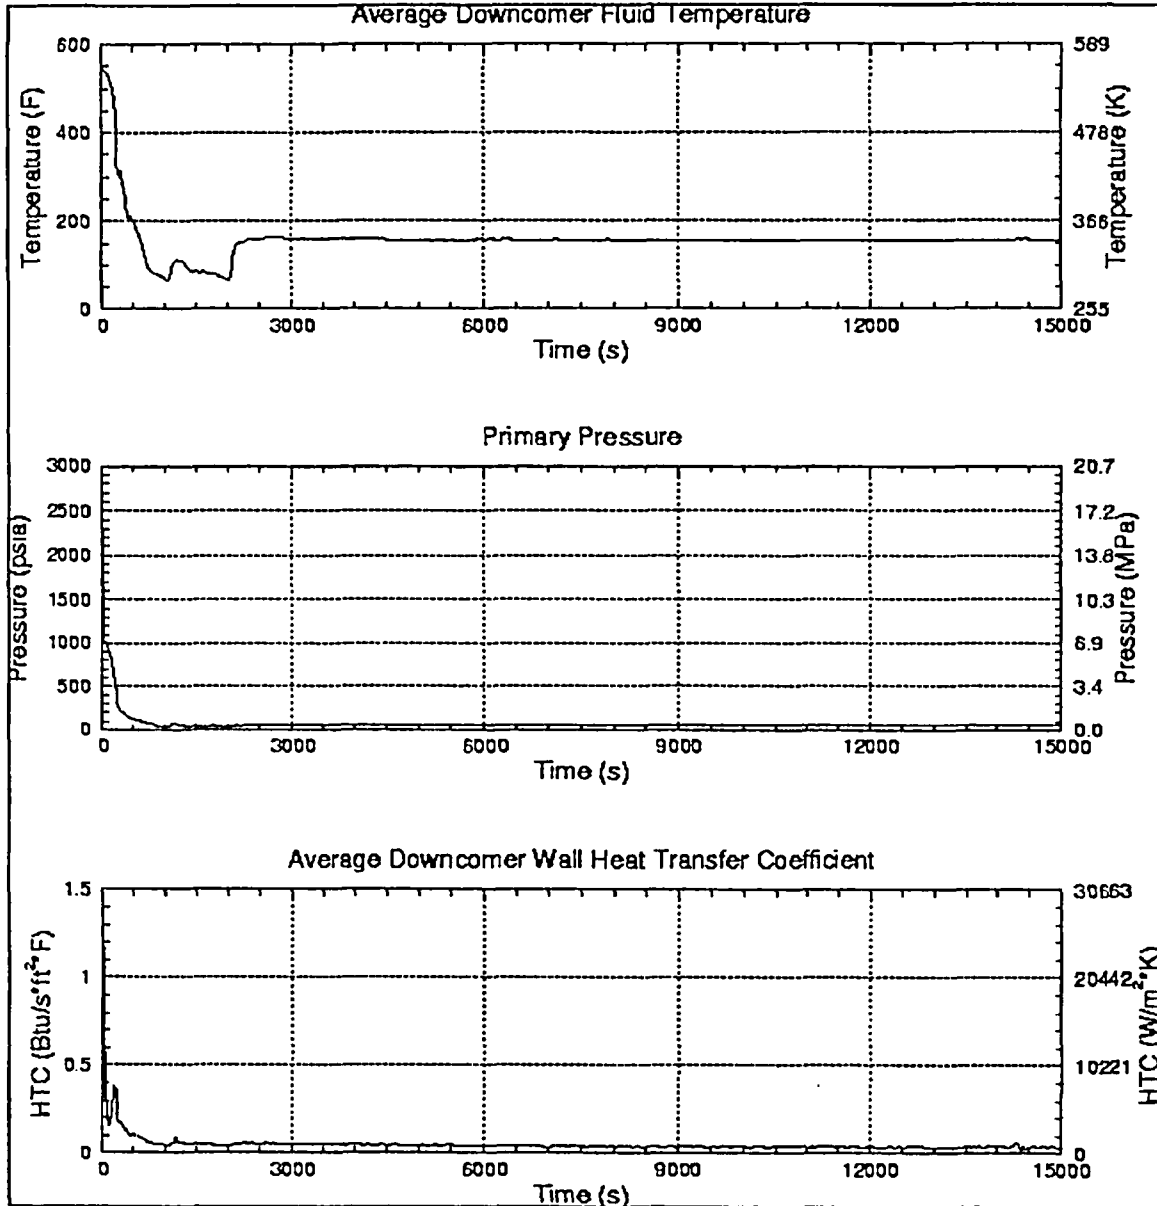 Average Downcomer Fluid Temperature
600
400
200
0
Temperature (F)
589
478
366
255
Temperature (K)
0 3000 6000 9000 12000 15000
Time (s)
Primary Pressure
3000
2500
2000
1500
1000
500
0
Pressure (psia)
20.7
17.2
13.8
10.3
6.9
3.4
0.0
Pressure (MPa)
0 3000 6000 9000 12000 15000
Time (s)
Average Downcomer Wall Heat Transfer Coefficient
1.5
1
0.5
0
HTC (Btu/s*ft²*F)
30663
20442
10221
0
HTC (W/m²*K)
0 3000 6000 9000 12000 15000
Time (s)